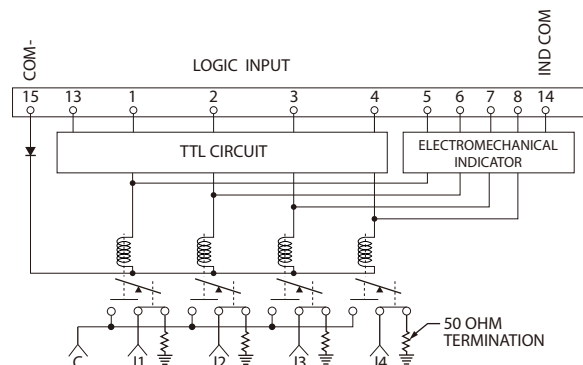 COM-
LOGIC INPUT
IND COM
15 13 1 2 3 4 5 6 7 8 14
TTL CIRCUIT
ELECTROMECHANICAL
INDICATOR
50 OHM
TERMINATION
C J1 J2 J3 J4